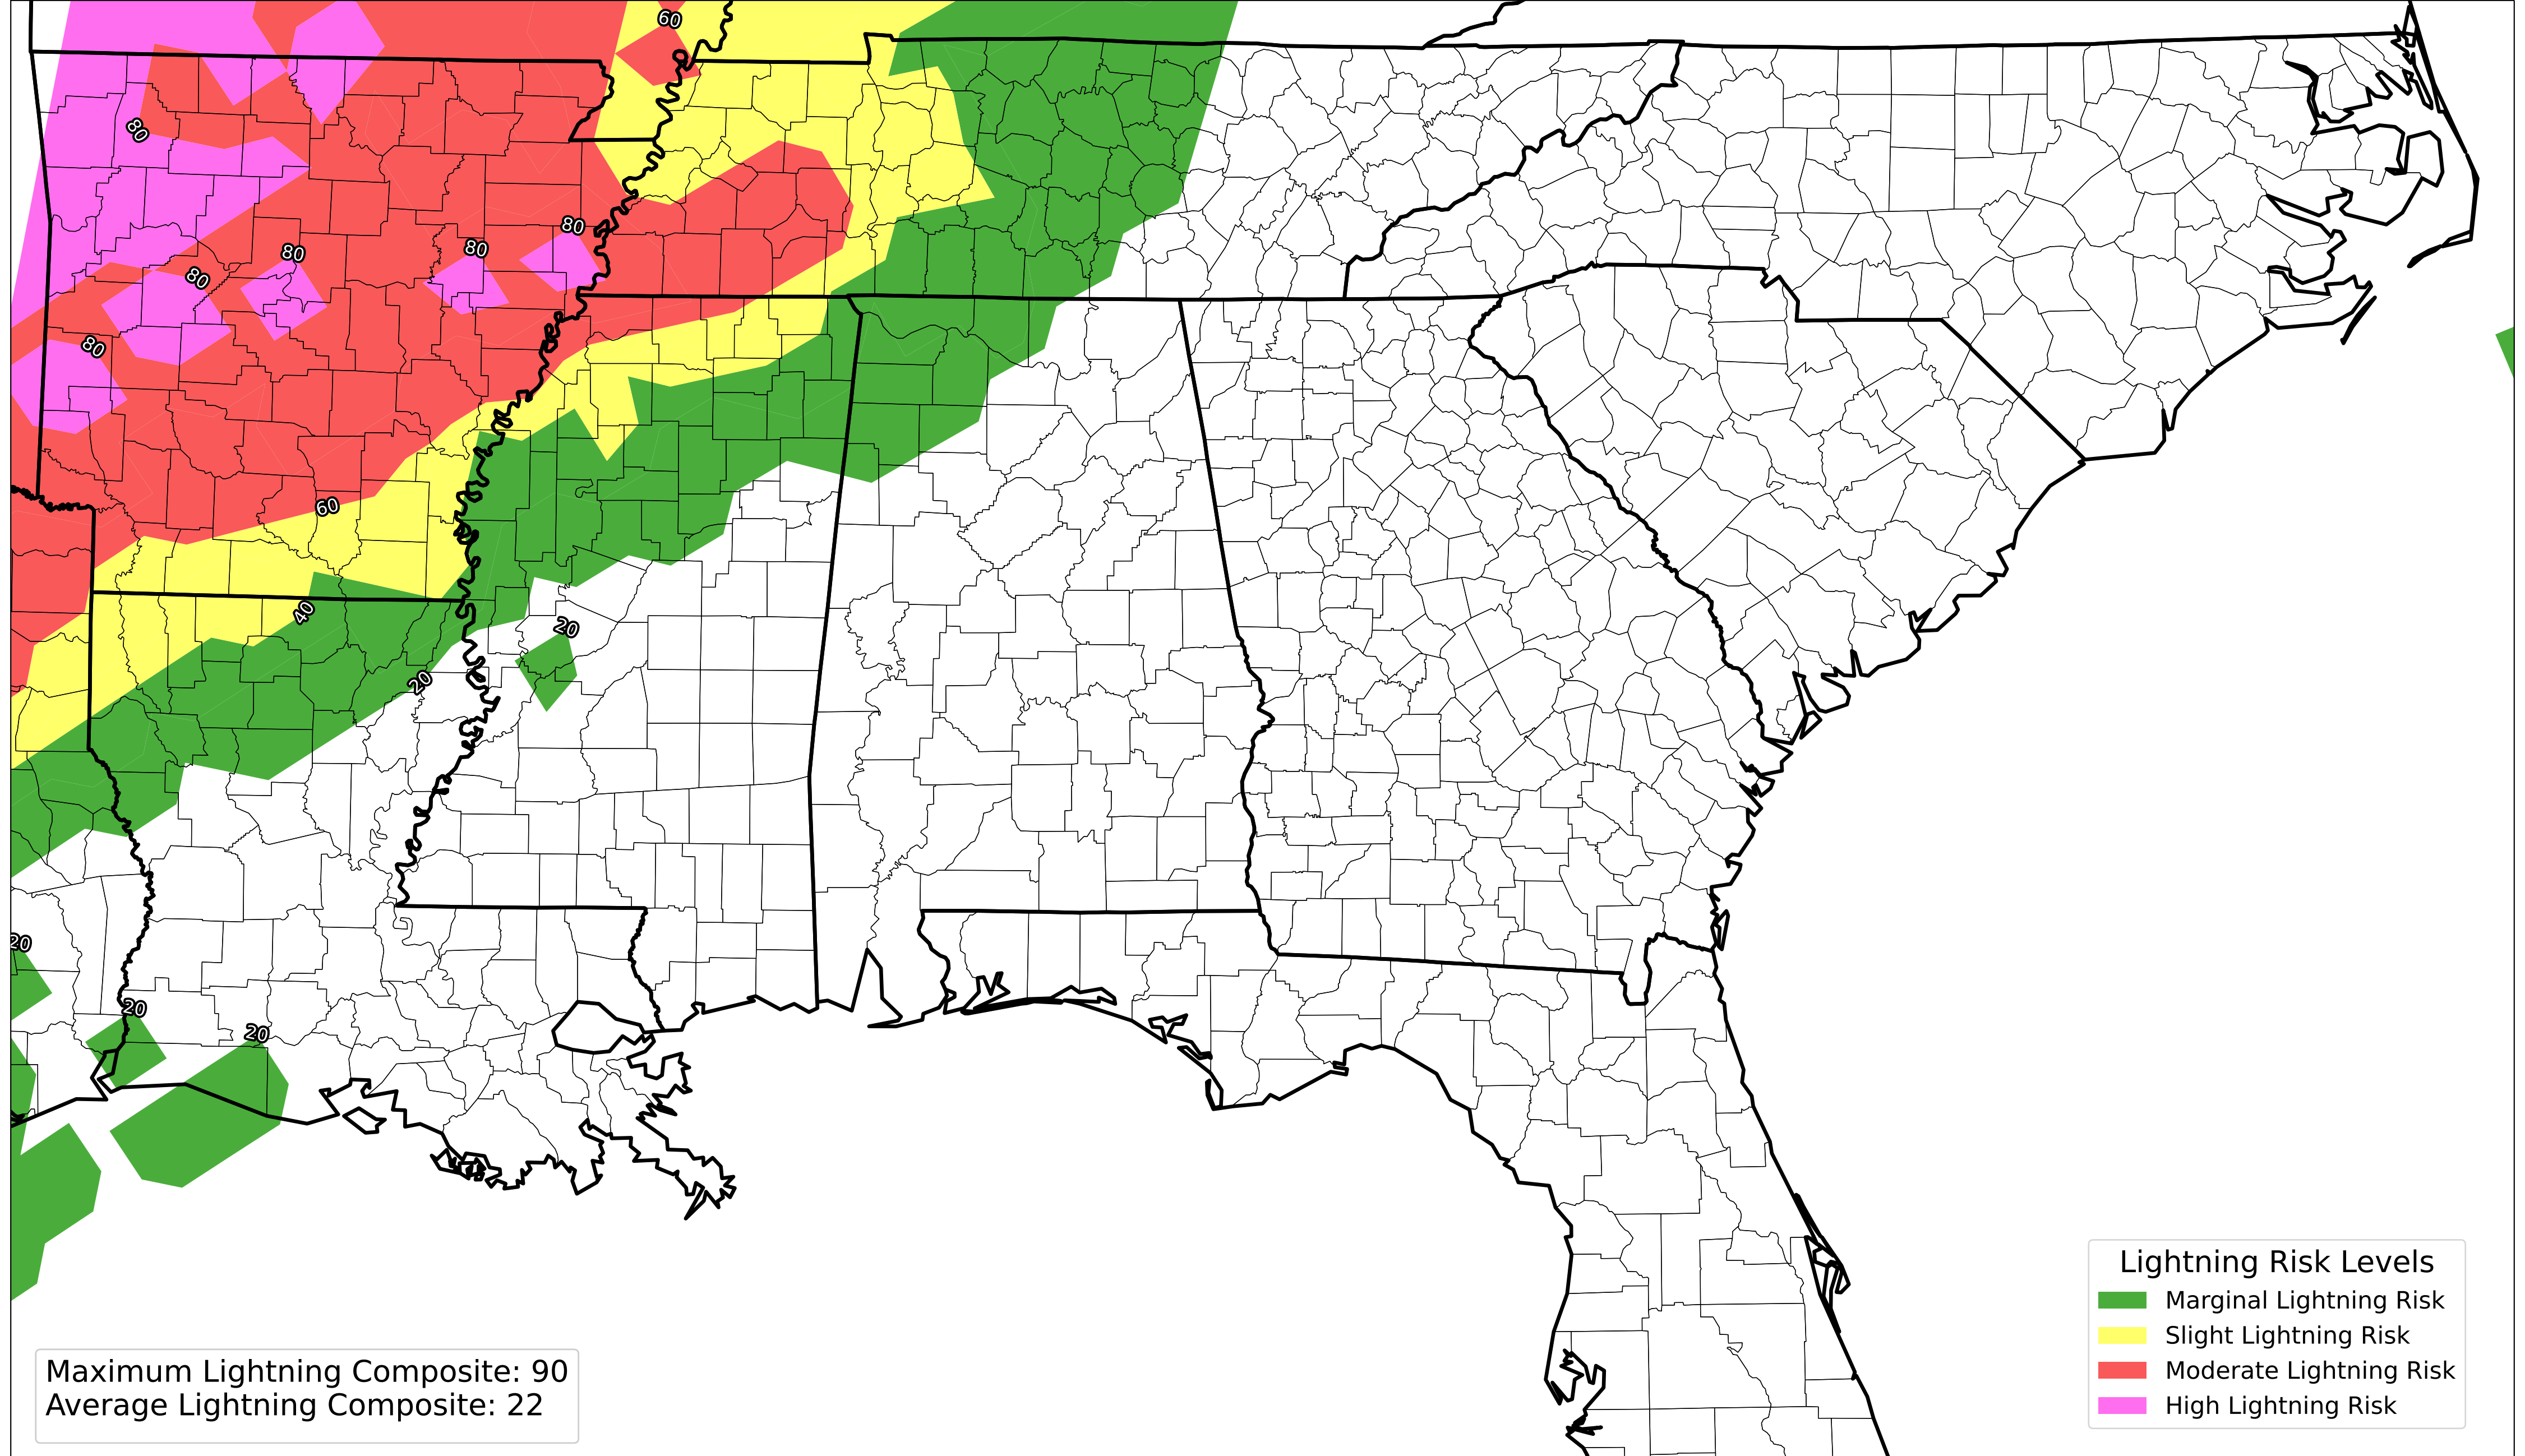 60
80
80
80
80
80
80
60
40
20
20
20
20
20
Lightning Risk Levels
Marginal Lightning Risk
Slight Lightning Risk
Moderate Lightning Risk
High Lightning Risk
Maximum Lightning Composite: 90
Average Lightning Composite: 22